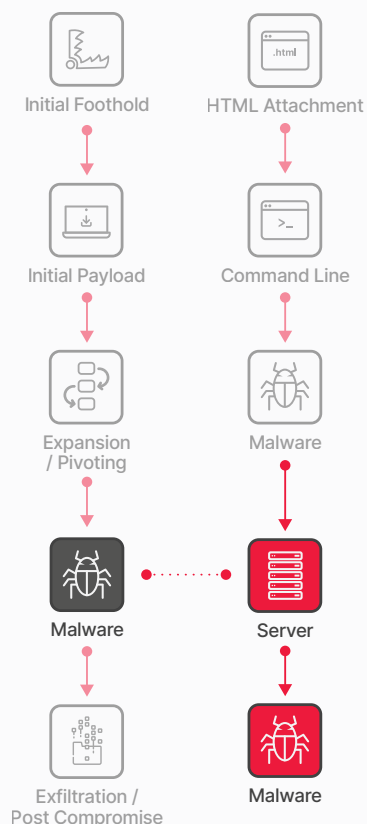 .html
Initial Foothold
HTML Attachment
>_
Initial Payload
Command Line
Expansion
/ Pivoting
Malware
Malware
Server
Exfiltration /
Post Compromise
Malware